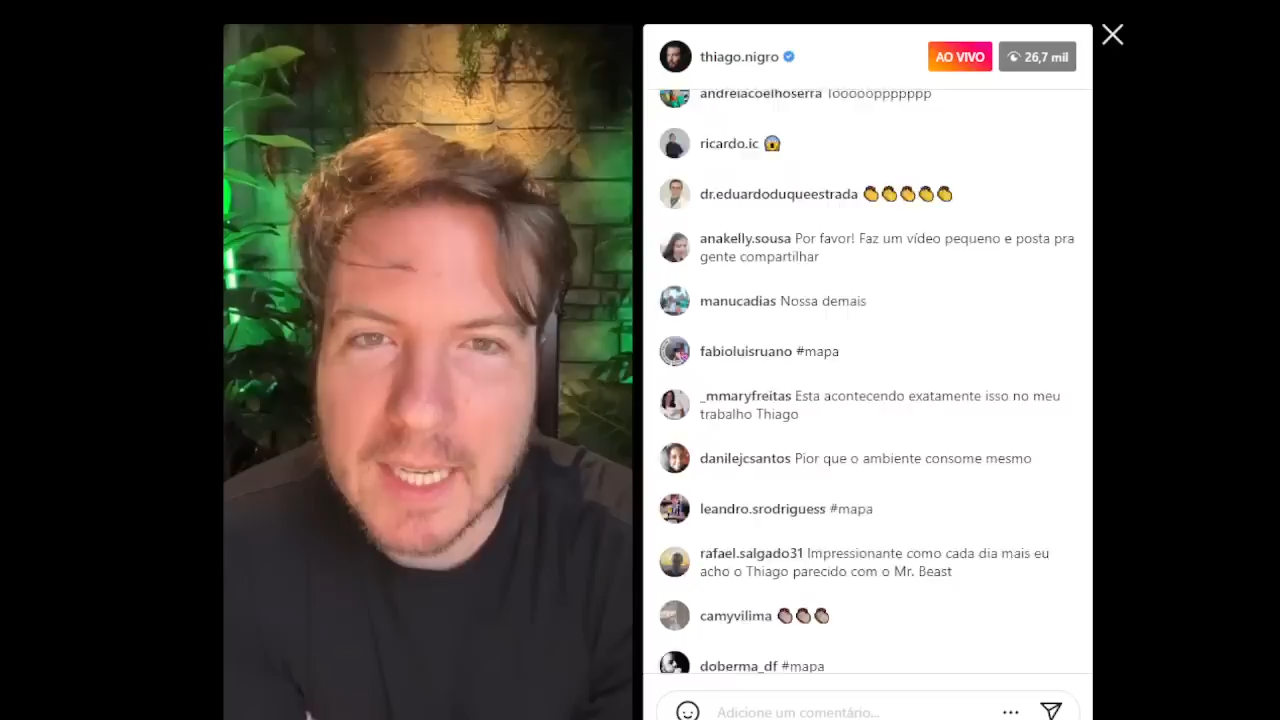 thiago.nigro
AO VIVO
26,7 mil
andreiacoelhoserra Tooooopppppp
ricardo.ic
dr.eduardoduqueestrada
anakelly.sousa Por favor! Faz um vídeo pequeno e posta pra
gente compartilhar
manucadias Nossa demais
fabioluisruano #mapa
_mmaryfreitas Esta acontecendo exatamente isso no meu
trabalho Thiago
danilejcsantos Pior que o ambiente consome mesmo
leandro.srodriguess #mapa
rafael.salgado31 Impressionante como cada dia mais eu
acho o Thiago parecido com o Mr. Beast
camyvilima
doberma_df #mapa
Adicione um comentário...